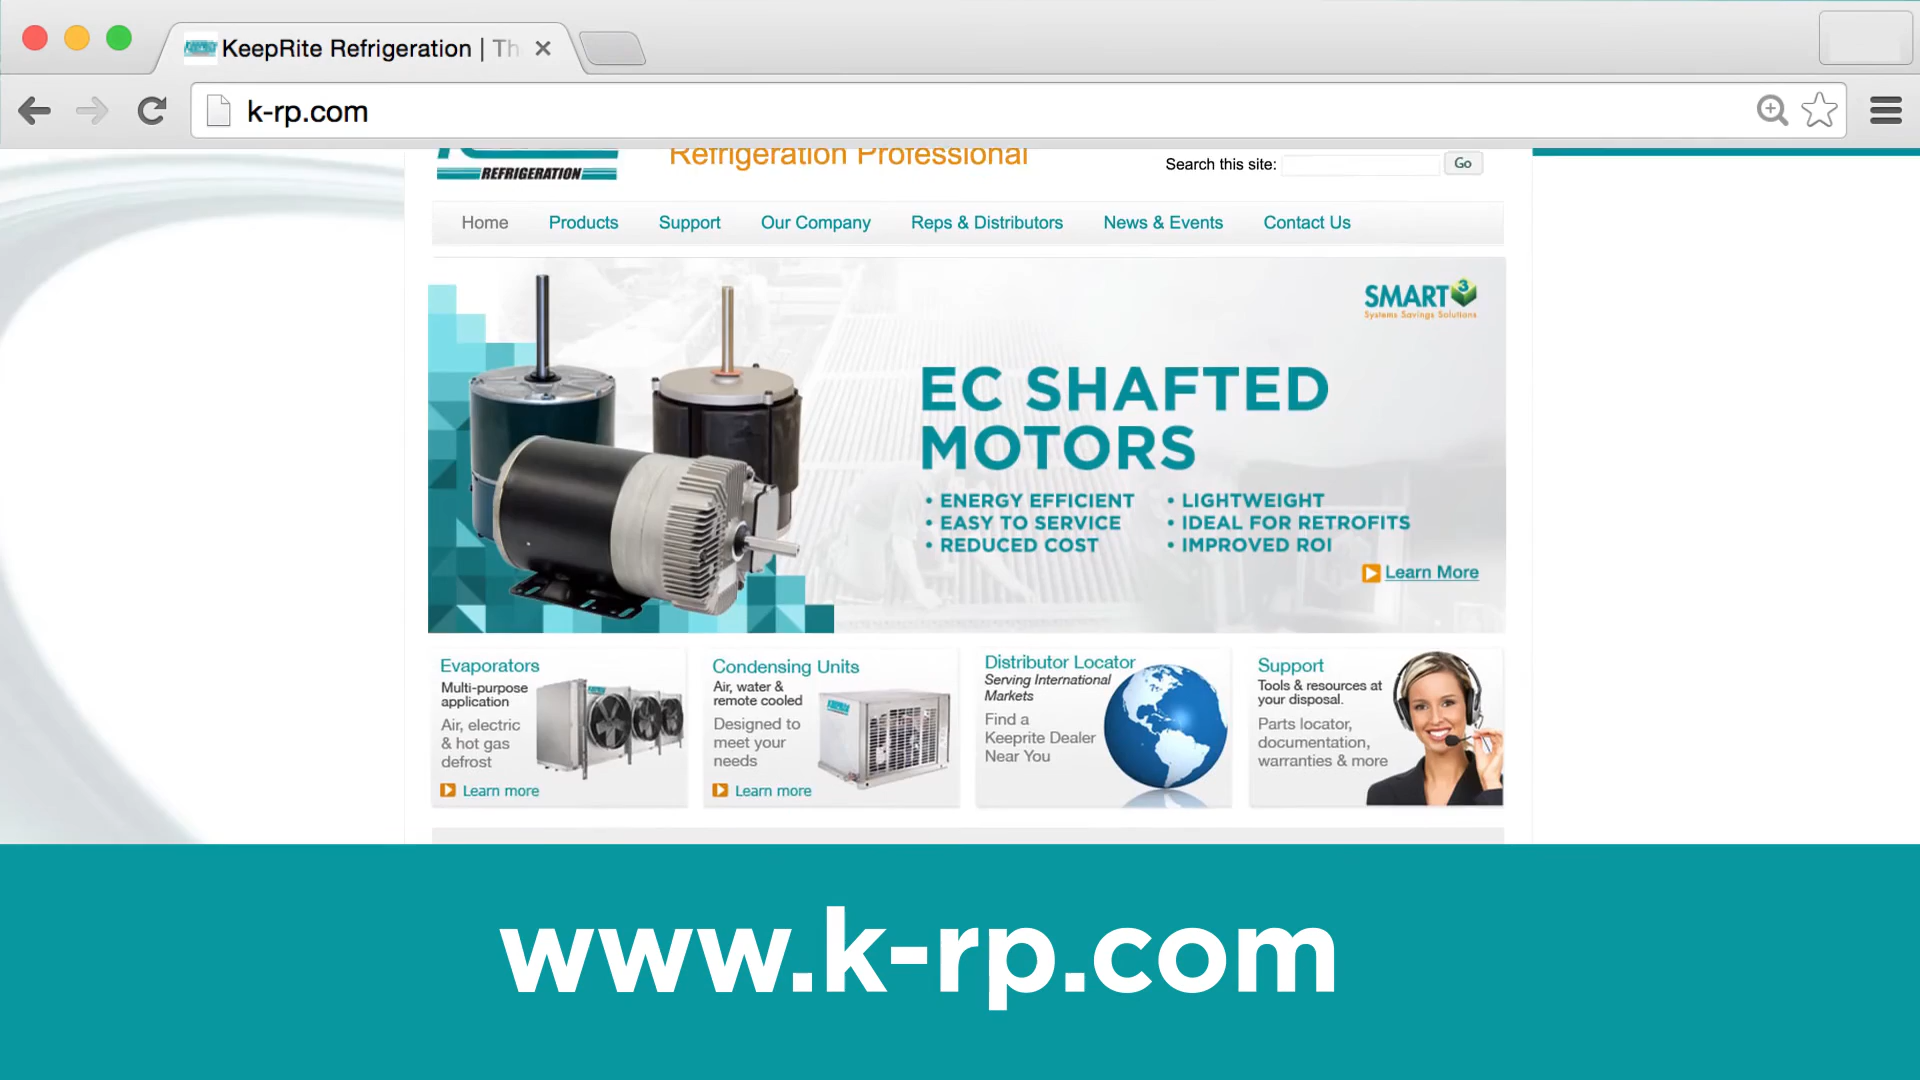 KeepRite Refrigeration | Th
k-rp.com
REFRIGERATION
Refrigeration Professional
Search this site:
Go
Home Products Support Our Company Reps & Distributors News & Events Contact Us
SMART3
Systems Savings Solutions
EC SHAFTED
MOTORS
• ENERGY EFFICIENT
• EASY TO SERVICE
• REDUCED COST
• LIGHTWEIGHT
• IDEAL FOR RETROFITS
• IMPROVED ROI
Learn More
Evaporators
Multi-purpose
application
Air, electric
& hot gas
defrost
Learn more
Condensing Units
Air, water &
remote cooled
Designed to
meet your
needs
Learn more
KEEPRITE
Distributor Locator
Serving International
Markets
Find a
Keeprite Dealer
Near You
Support
Tools & resources at
your disposal.
Parts locator,
documentation,
warranties & more
www.k-rp.com